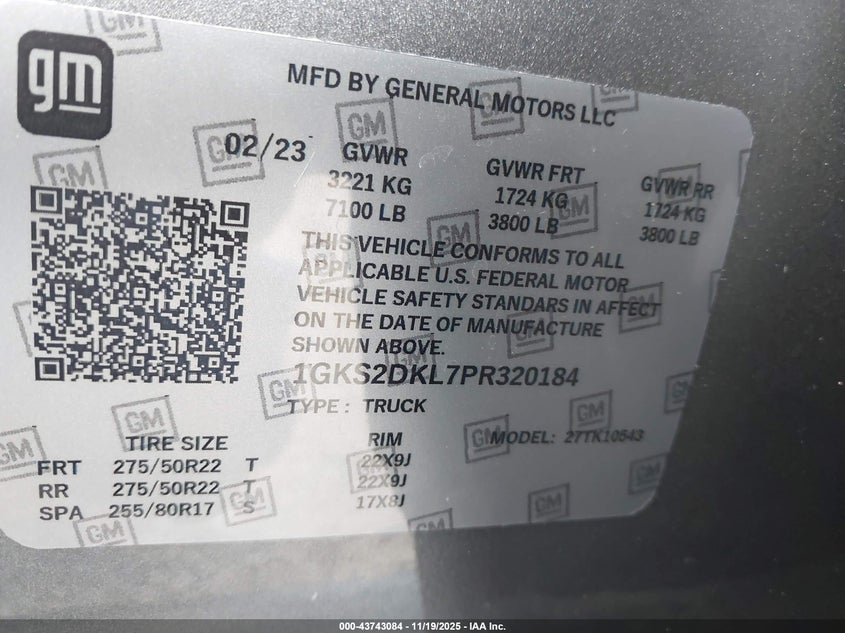 gm
MFD BY GENERAL MOTORS LLC
02/23 GVWR GVWR FRT GVWR RR
3221 KG 1724 KG 1724 KG
7100 LB 3800 LB 3800 LB
THIS VEHICLE CONFORMS TO ALL
APPLICABLE U.S. FEDERAL MOTOR
VEHICLE SAFETY STANDARS IN AFFECT
ON THE DATE OF MANUFACTURE
SHOWN ABOVE.
1GKS2DKL7PR320184
TYPE: TRUCK
TIRE SIZE RIM MODEL: 27TK10543
FRT 275/50R22 T 22X9J
RR 275/50R22 T 22X9J
SPA 255/80R17 S 17X8J
000-43743084 - 11/19/2025 - IAA Inc.